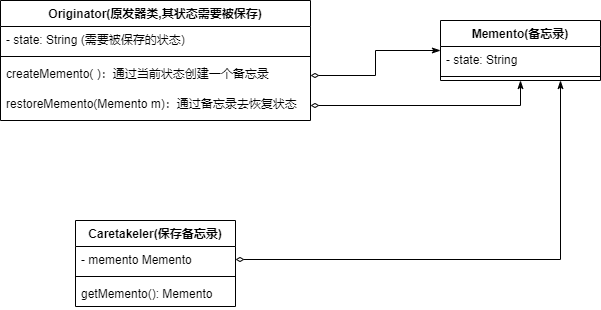 Originator(原发器类,其状态需要被保存)
- state: String (需要被保存的状态)
createMemento( ): 通过当前状态创建一个备忘录
restoreMemento(Memento m): 通过备忘录去恢复状态
Memento(备忘录)
- state: String
Caretakeler(保存备忘录)
- memento Memento
getMemento(): Memento